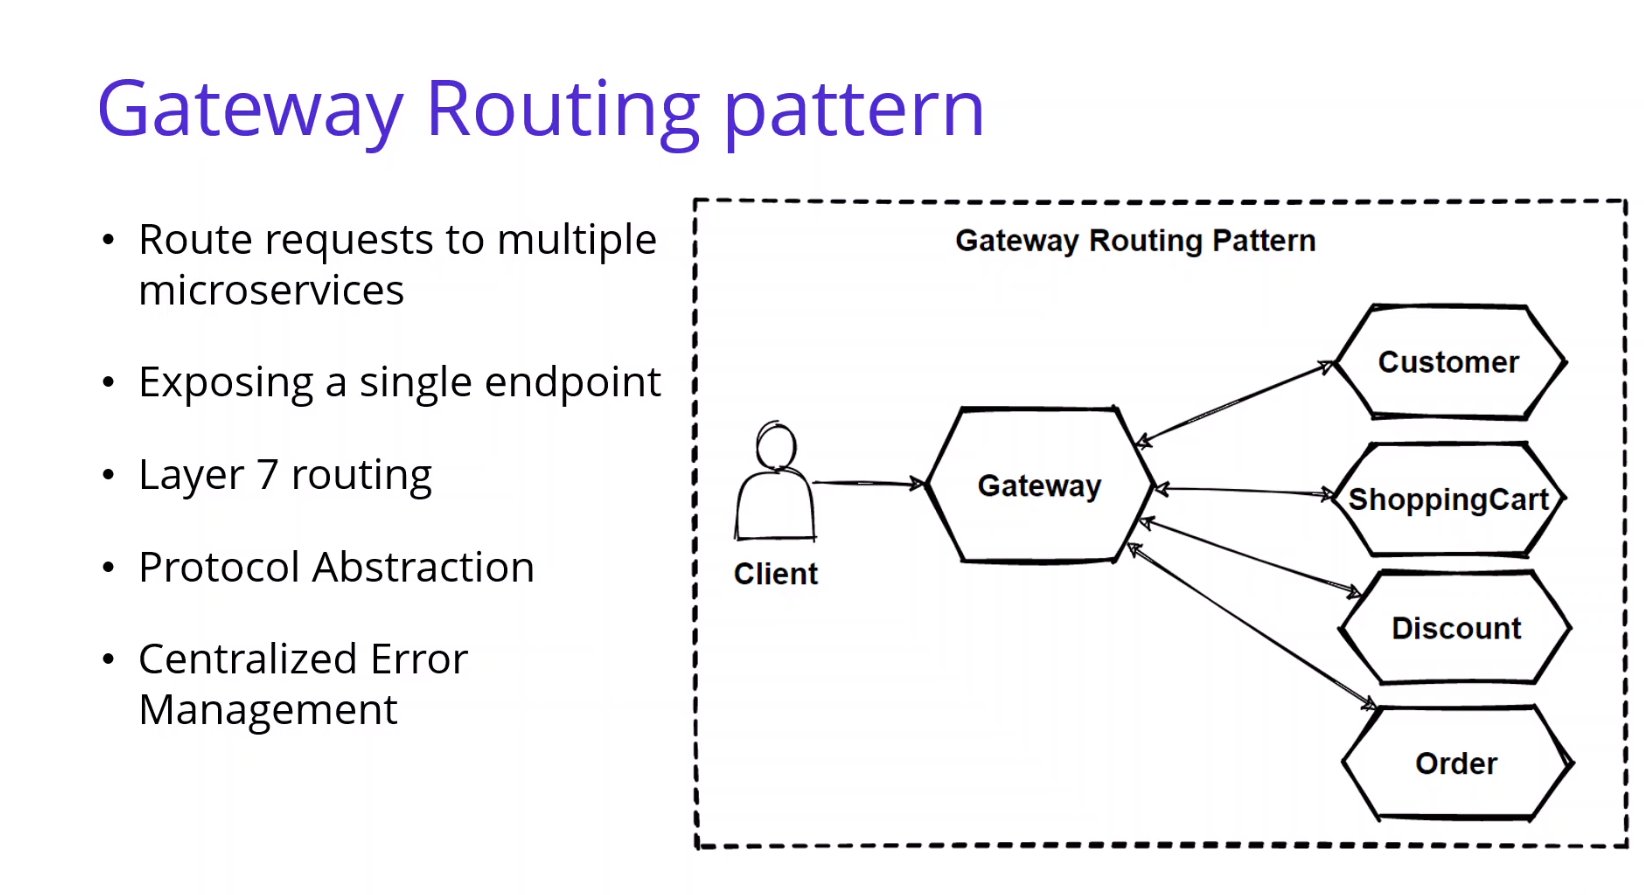 Gateway Routing pattern
• Route requests to multiple
microservices
• Exposing a single endpoint
• Layer 7 routing
• Protocol Abstraction
• Centralized Error
Management
Gateway Routing Pattern
Client
Gateway
Customer
ShoppingCart
Discount
Order